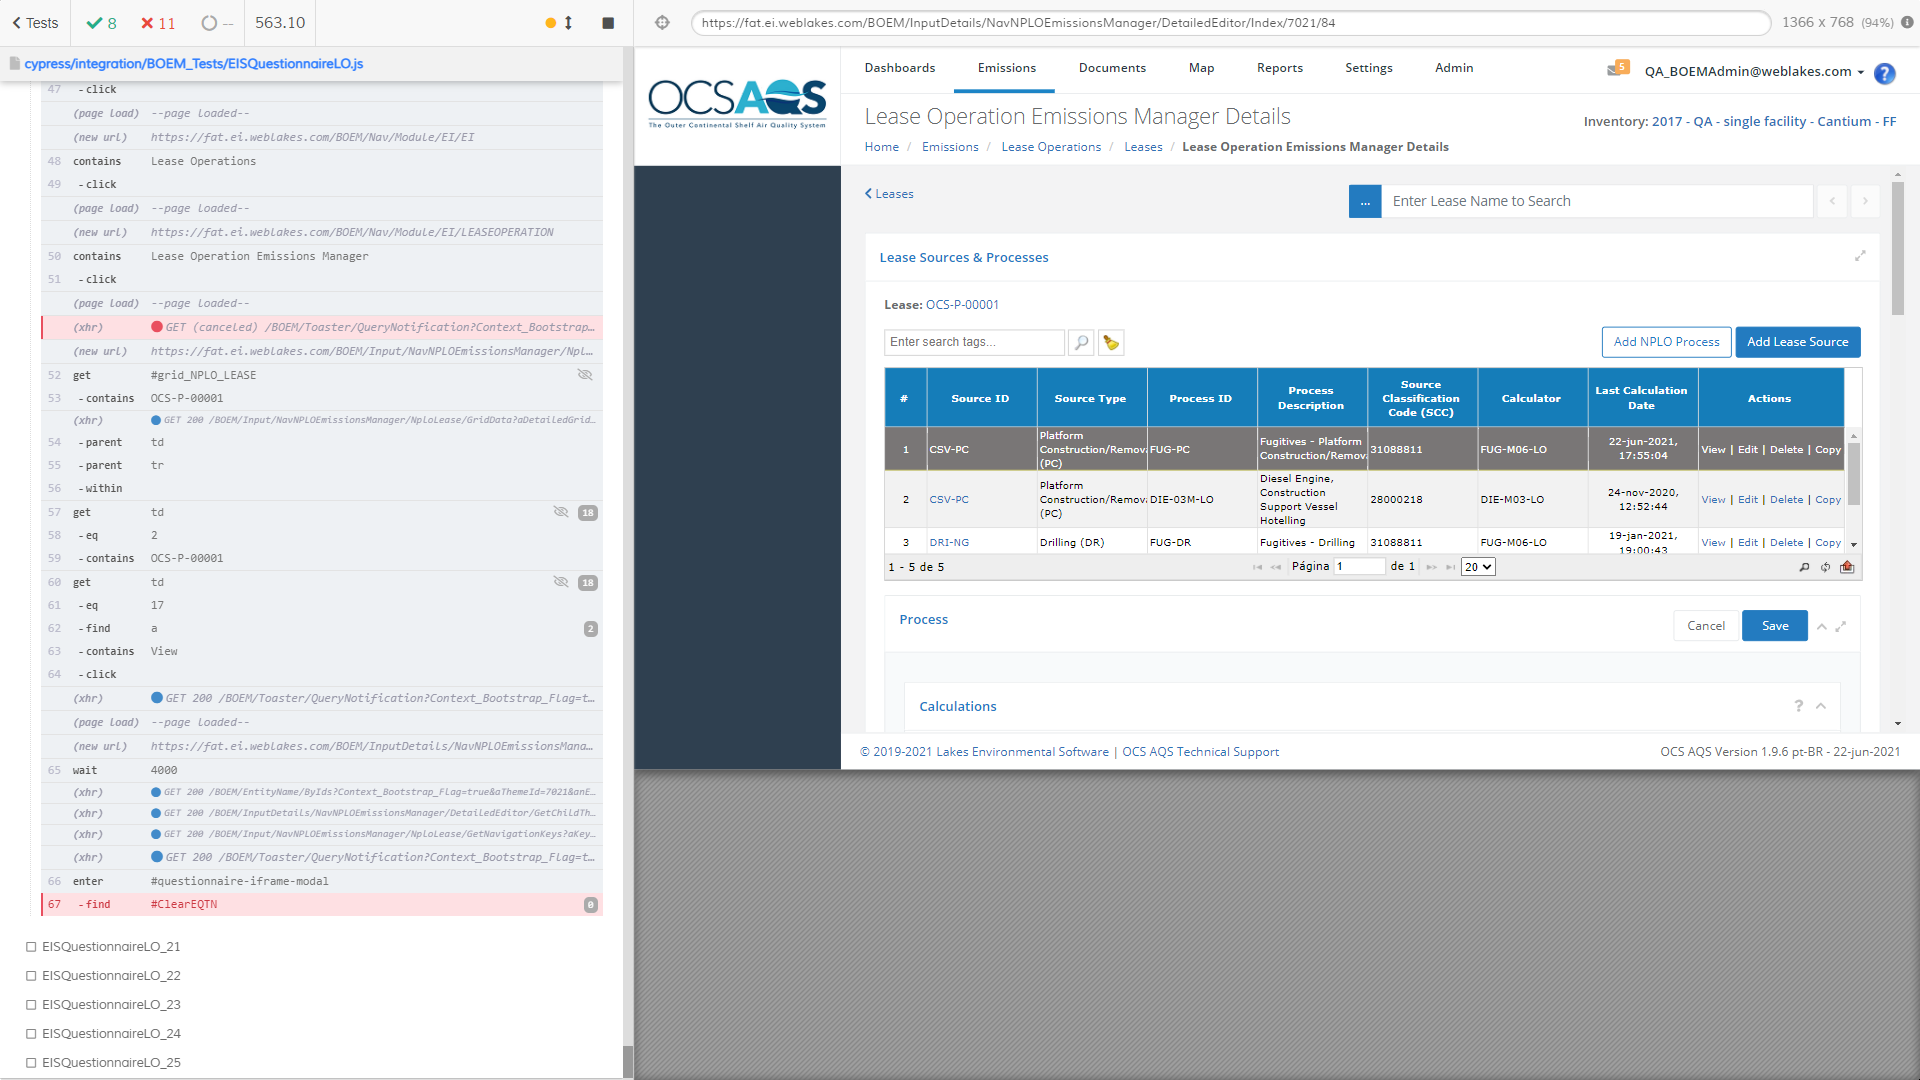 Tests
8
11
--
563.10
https://fat.ei.weblakes.com/BOEM/InputDetails/NavNPLOEmissionsManager/DetailedEditor/Index/7021/84
1366 x 768 (94%)
cypress/integration/BOEM_Tests/EISQuestionnaireLO.js
47 -click
(page load) --page loaded--
(new url) https://fat.ei.weblakes.com/BOEM/Nav/Module/EI/EI
48 contains Lease Operations
49 -click
(page load) --page loaded--
(new url) https://fat.ei.weblakes.com/BOEM/Nav/Module/EI/LEASEOPERATION
50 contains Lease Operation Emissions Manager
51 -click
(page load) --page loaded--
(xhr) GET (canceled) /BOEM/Toaster/QueryNotification?Context_Bootstrap...
(new url) https://fat.ei.weblakes.com/BOEM/Input/NavNPLOEmissionsManager/Npl...
52 get #grid_NPLO_LEASE
53 -contains OCS-P-00001
(xhr) GET 200 /BOEM/Input/NavNPLOEmissionsManager/NploLease/GridData?aDetailedGrid...
54 -parent td
55 -parent tr
56 -within
57 get td 18
58 -eq 2
59 -contains OCS-P-00001
60 get td 18
61 -eq 17
62 -find a 2
63 -contains View
64 -click
(xhr) GET 200 /BOEM/Toaster/QueryNotification?Context_Bootstrap_Flag=t...
(page load) --page loaded--
(new url) https://fat.ei.weblakes.com/BOEM/InputDetails/NavNPLOEmissionsMana...
65 wait 4000
(xhr) GET 200 /BOEM/EntityName/ByIds?Context_Bootstrap_Flag=true&aThemeId=7021&anE...
(xhr) GET 200 /BOEM/InputDetails/NavNPLOEmissionsManager/DetailedEditor/GetChildTh...
(xhr) GET 200 /BOEM/Input/NavNPLOEmissionsManager/NploLease/GetNavigationKeys?aKey...
(xhr) GET 200 /BOEM/Toaster/QueryNotification?Context_Bootstrap_Flag=t...
66 enter #questionnaire-iframe-modal
67 -find #ClearEQTN 0
EISQuestionnaireLO_21
EISQuestionnaireLO_22
EISQuestionnaireLO_23
EISQuestionnaireLO_24
EISQuestionnaireLO_25
OCSAQS
The Outer Continental Shelf Air Quality System
Dashboards Emissions Documents Map Reports Settings Admin
5 QA_BOEMAdmin@weblakes.com ?
Lease Operation Emissions Manager Details
Inventory: 2017 - QA - single facility - Cantium - FF
Home / Emissions / Lease Operations / Leases / Lease Operation Emissions Manager Details
Leases
... Enter Lease Name to Search
Lease Sources & Processes
Lease: OCS-P-00001
Enter search tags...
Add NPLO Process Add Lease Source
# Source ID Source Type Process ID Process Description Source Classification Code (SCC) Calculator Last Calculation Date Actions
1 CSV-PC Platform Construction/Remova (PC) FUG-PC Fugitives - Platform Construction/Remova 31088811 FUG-M06-LO 22-jun-2021, 17:55:04 View | Edit | Delete | Copy
2 CSV-PC Platform Construction/Remova (PC) DIE-03M-LO Diesel Engine, Construction Support Vessel Hotelling 28000218 DIE-M03-LO 24-nov-2020, 12:52:44 View | Edit | Delete | Copy
3 DRI-NG Drilling (DR) FUG-DR Fugitives - Drilling 31088811 FUG-M06-LO 19-jan-2021, 19:00:43 View | Edit | Delete | Copy
1 - 5 de 5
Página 1 de 1 20
Process
Cancel Save
Calculations
?
© 2019-2021 Lakes Environmental Software | OCS AQS Technical Support
OCS AQS Version 1.9.6 pt-BR - 22-jun-2021